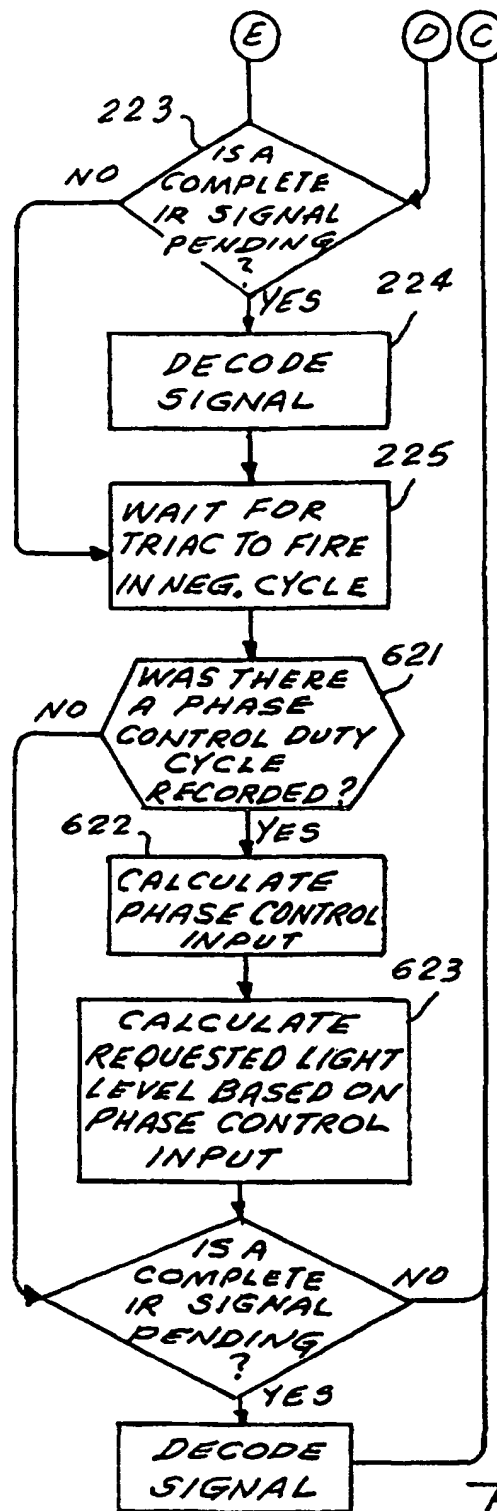 E
D
C
223
IS A
COMPLETE
IR SIGNAL
PENDING
?
NO
YES
224
DECODE
SIGNAL
225
WAIT FOR
TRIAC TO FIRE
IN NEG. CYCLE
621
WAS THERE
A PHASE
CONTROL DUTY
CYCLE
RECORDED?
NO
YES
622
CALCULATE
PHASE CONTROL
INPUT
623
CALCULATE
REQUESTED LIGHT
LEVEL BASED ON
PHASE CONTROL
INPUT
IS A
COMPLETE
IR SIGNAL
PENDING
?
NO
YES
DECODE
SIGNAL